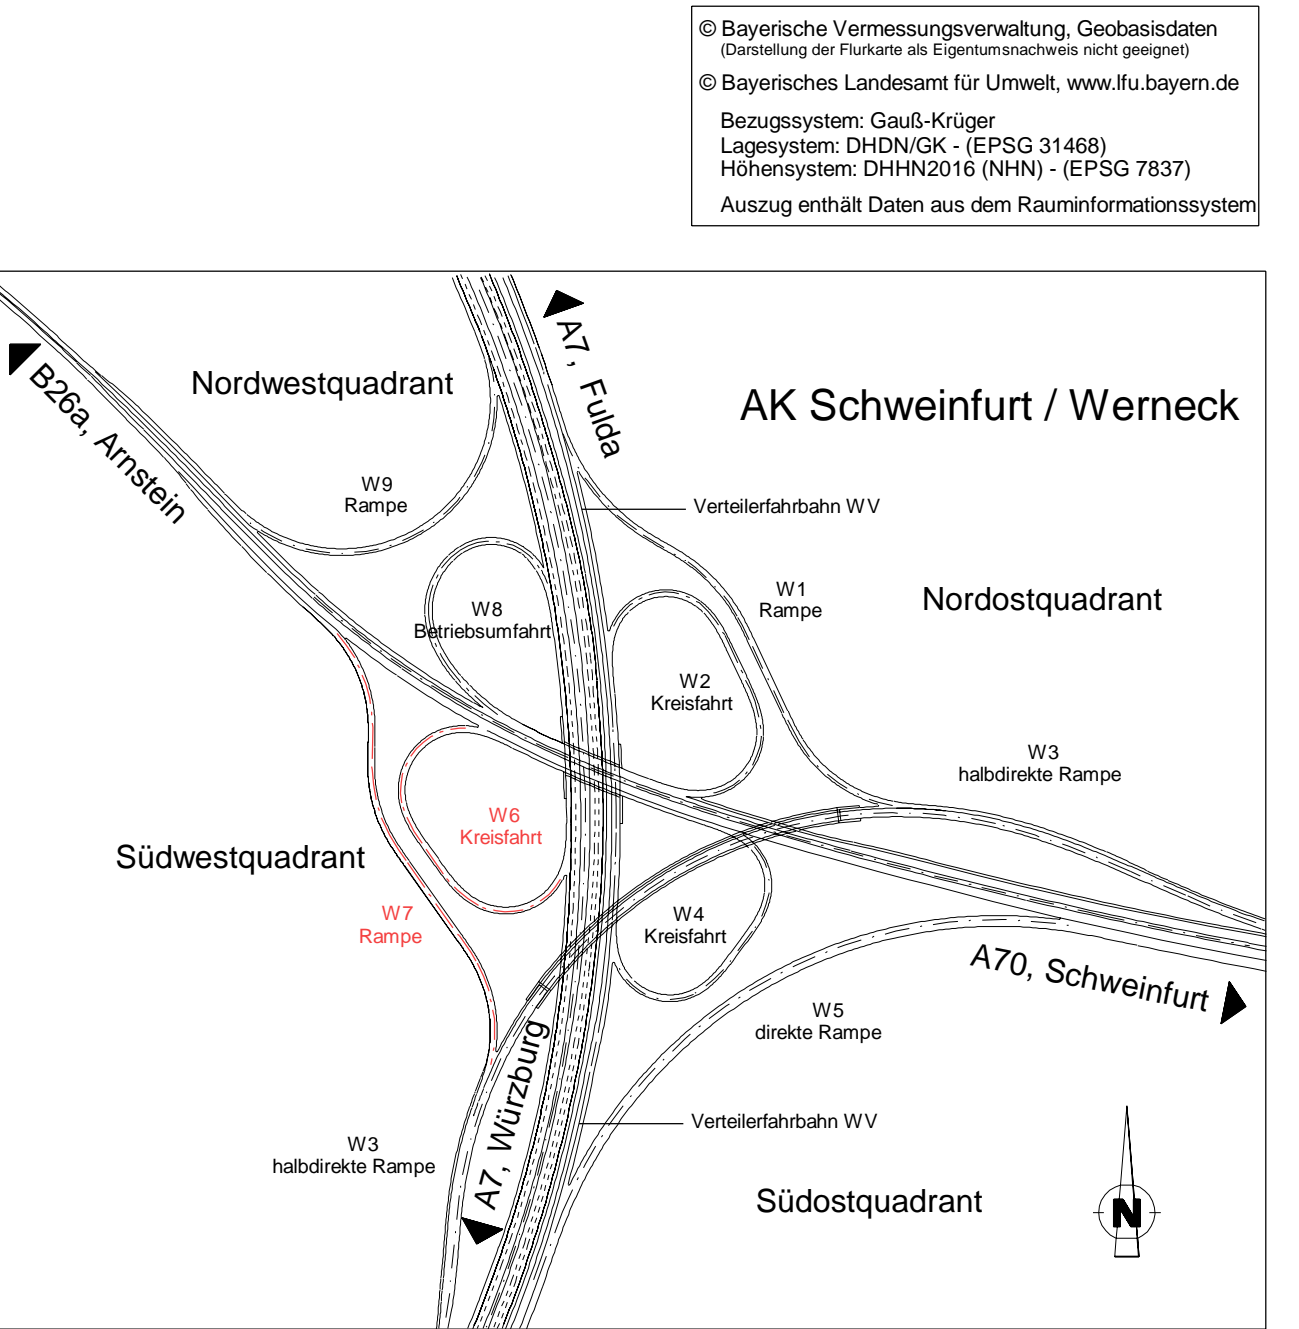 © Bayerische Vermessungsverwaltung, Geobasisdaten
(Darstellung der Flurkarte als Eigentumsnachweis nicht geeignet)
© Bayerisches Landesamt für Umwelt, www.lfu.bayern.de
Bezugssystem: Gauß-Krüger
Lagesystem: DHDN/GK - (EPSG 31468)
Höhensystem: DHHN2016 (NHN) - (EPSG 7837)
Auszug enthält Daten aus dem Rauminformationssystem
A7, Fulda
B26a, Arnstein
Nordwestquadrant
AK Schweinfurt / Werneck
W9
Rampe
Verteilerfahrbahn WV
W1
Rampe
Nordostquadrant
W8
Betriebsumfahrt
W2
Kreisfahrt
W3
halbdirekte Rampe
W6
Kreisfahrt
Südwestquadrant
W7
Rampe
W4
Kreisfahrt
A70, Schweinfurt
W5
direkte Rampe
A7, Würzburg
Verteilerfahrbahn WV
W3
halbdirekte Rampe
Südostquadrant
N